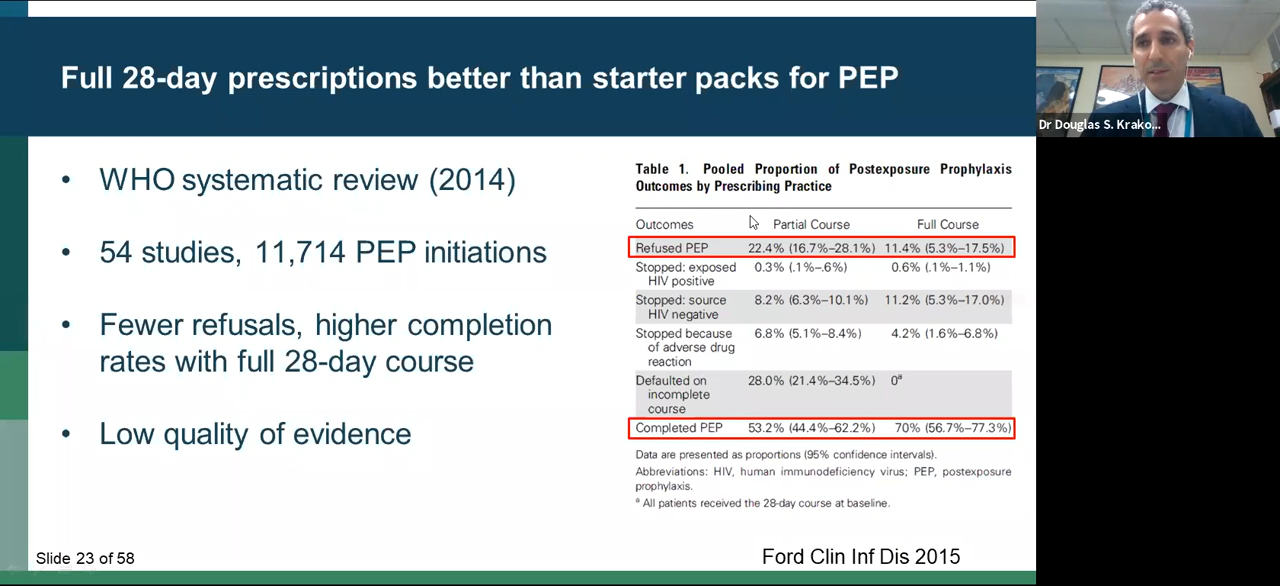 Full 28-day prescriptions better than starter packs for PEP
Dr Douglas S. Krako...
• WHO systematic review (2014)
• 54 studies, 11,714 PEP initiations
• Fewer refusals, higher completion
rates with full 28-day course
• Low quality of evidence
Table 1. Pooled Proportion of Postexposure Prophylaxis
Outcomes by Prescribing Practice
Outcomes Partial Course Full Course
Refused PEP 22.4% (16.7%–28.1%) 11.4% (5.3%–17.5%)
Stopped: exposed 0.3% (.1%–.6%) 0.6% (.1%–1.1%)
HIV positive
Stopped: source 8.2% (6.3%–10.1%) 11.2% (5.3%–17.0%)
HIV negative
Stopped because 6.8% (5.1%–8.4%) 4.2% (1.6%–6.8%)
of adverse drug
reaction
Defaulted on 28.0% (21.4%–34.5%) 0ᵃ
incomplete
course
Completed PEP 53.2% (44.4%–62.2%) 70% (56.7%–77.3%)
Data are presented as proportions (95% confidence intervals).
Abbreviations: HIV, human immunodeficiency virus; PEP, postexposure
prophylaxis.
ᵃ All patients received the 28-day course at baseline.
Slide 23 of 58
Ford Clin Inf Dis 2015